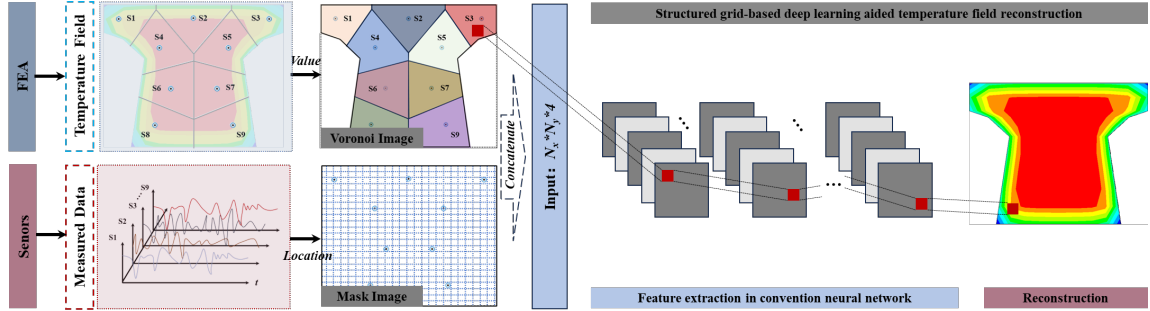 FEA
Temperature Field
S1
S2
S3
S4
S5
S6
S7
S8
S9
Value
S1
S2
S3
S4
S5
S6
S7
S9
Voronoi Image
Senors
Measured Data
S9
...
S3
S2
S1
t
Location
Mask Image
Concatenate
Input: Nx*Ny*4
Structured grid-based deep learning aided temperature field reconstruction
...
...
...
Feature extraction in convention neural network
Reconstruction